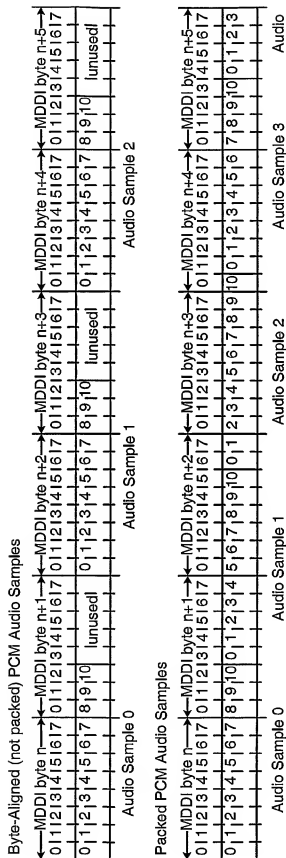 Byte-Aligned (not packed) PCM Audio Samples
MDDI byte n MDDI byte n+1 MDDI byte n+2 MDDI byte n+3 MDDI byte n+4 MDDI byte n+5
0|1|2|3|4|5|6|7 0|1|2|3|4|5|6|7 0|1|2|3|4|5|6|7 0|1|2|3|4|5|6|7 0|1|2|3|4|5|6|7 0|1|2|3|4|5|6|7
0|1|2|3|4|5|6|7 8|9|10 |unused| 0|1|2|3|4|5|6|7 8|9|10 |unused| 0|1|2|3|4|5|6|7 8|9|10 |unused|
Audio Sample 0 Audio Sample 1 Audio Sample 2
Packed PCM Audio Samples
MDDI byte n MDDI byte n+1 MDDI byte n+2 MDDI byte n+3 MDDI byte n+4 MDDI byte n+5
0|1|2|3|4|5|6|7 0|1|2|3|4|5|6|7 0|1|2|3|4|5|6|7 0|1|2|3|4|5|6|7 0|1|2|3|4|5|6|7 0|1|2|3|4|5|6|7
0|1|2|3|4|5|6|7 8|9|10|0|1|2|3|4 5|6|7|8|9|10|0|1 2|3|4|5|6|7|8|9 10|0|1|2|3|4|5|6 7|8|9|10|0|1|2|3
Audio Sample 0 Audio Sample 1 Audio Sample 2 Audio Sample 3 Audio